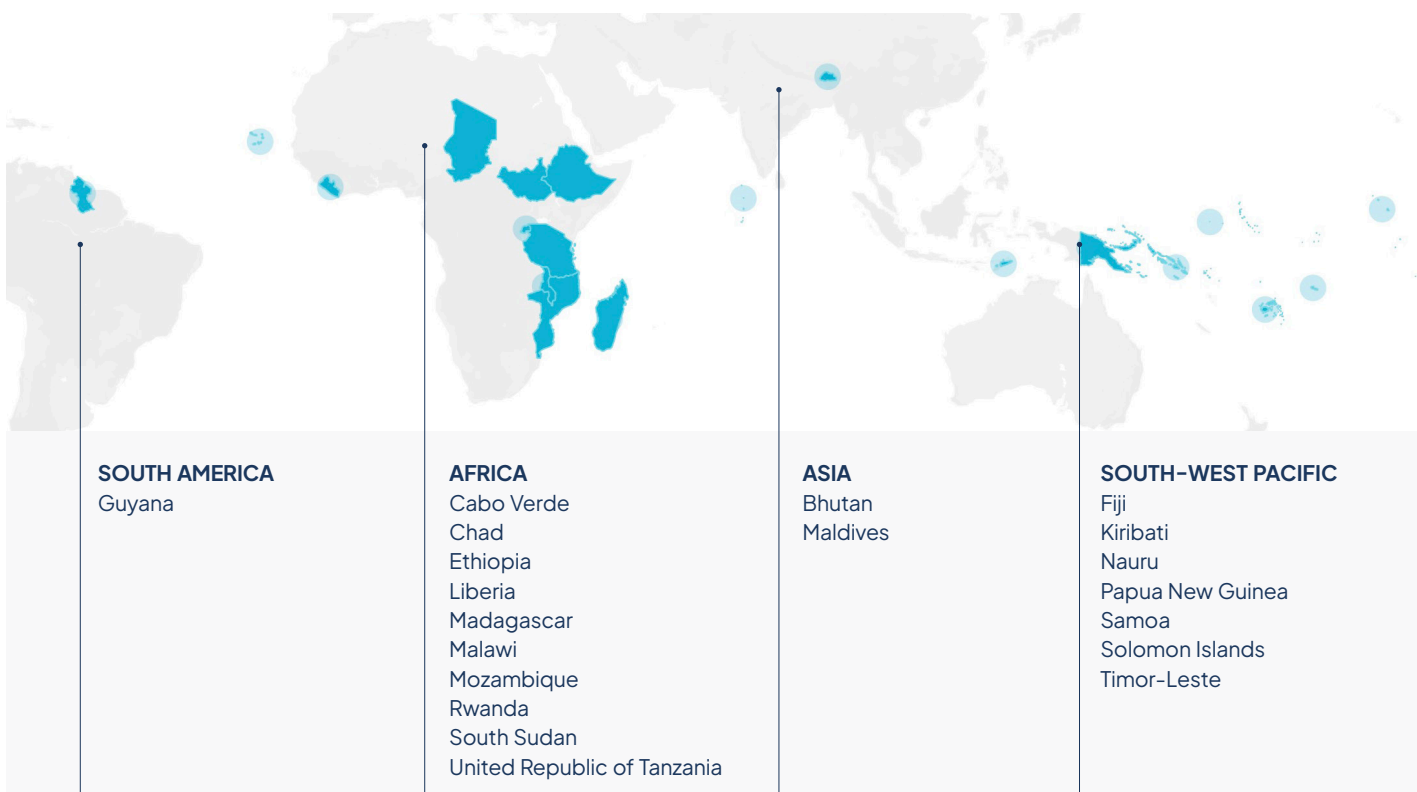 SOUTH AMERICA
Guyana
AFRICA
Cabo Verde
Chad
Ethiopia
Liberia
Madagascar
Malawi
Mozambique
Rwanda
South Sudan
United Republic of Tanzania
ASIA
Bhutan
Maldives
SOUTH-WEST PACIFIC
Fiji
Kiribati
Nauru
Papua New Guinea
Samoa
Solomon Islands
Timor-Leste